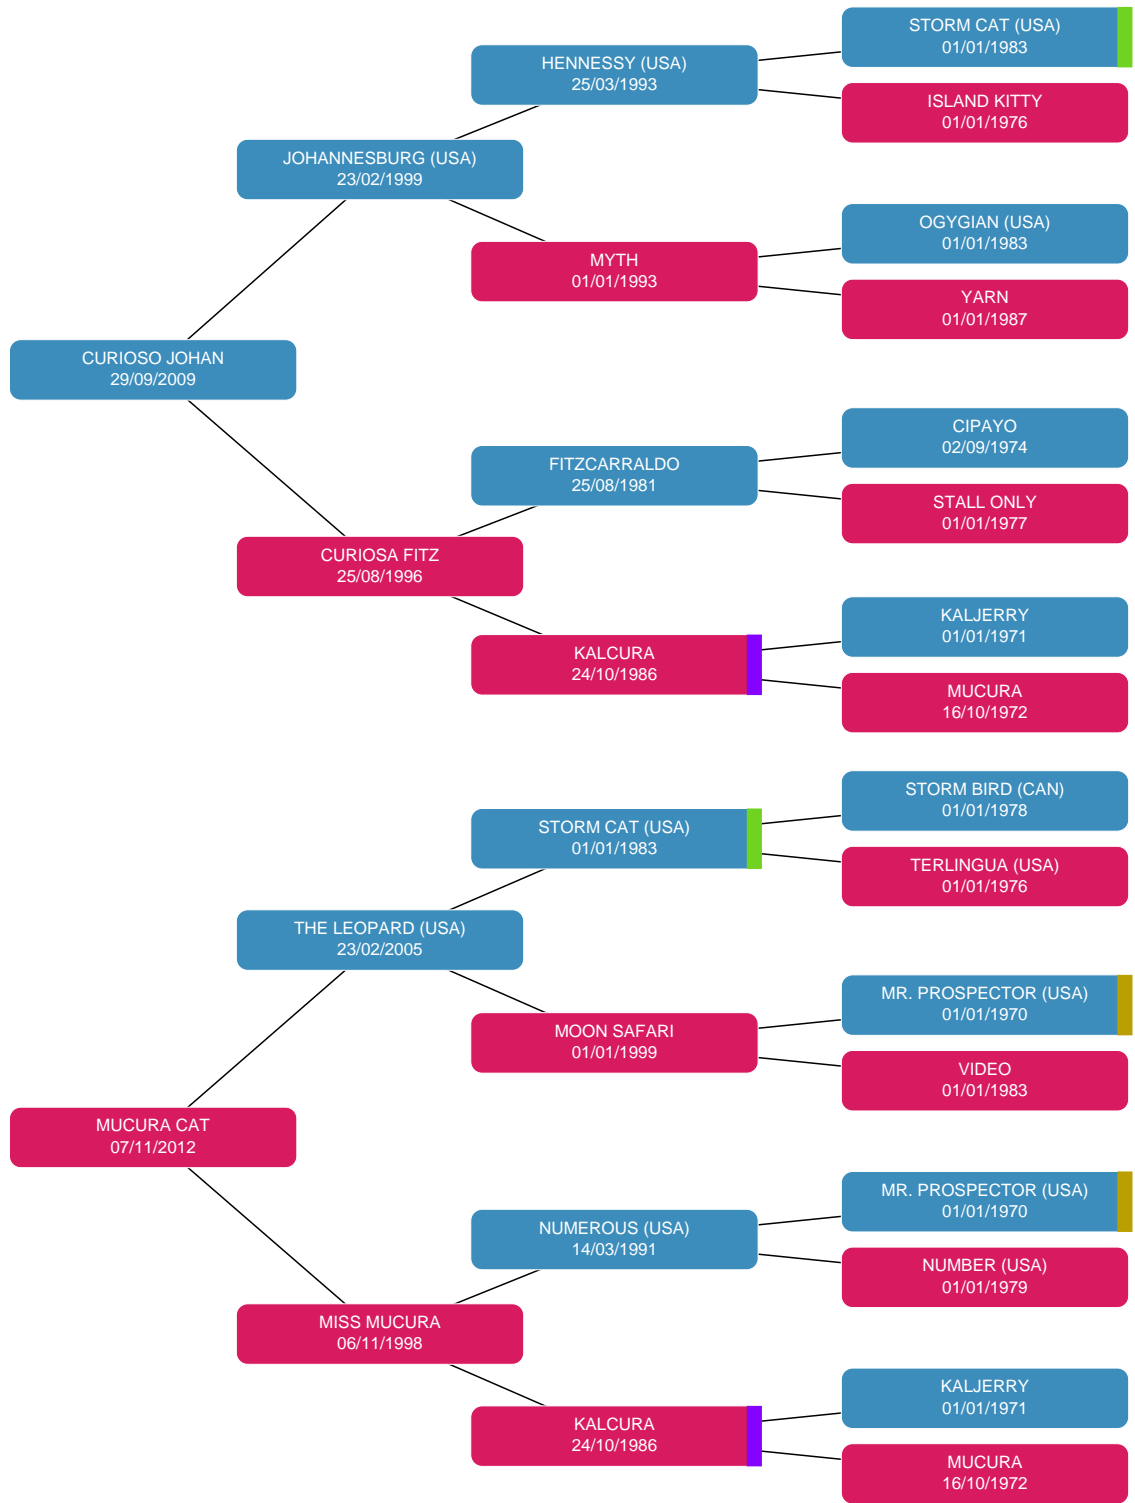 STORM CAT (USA)
01/01/1983
HENNESSY (USA)
25/03/1993
ISLAND KITTY
01/01/1976
JOHANNESBURG (USA)
23/02/1999
OGYGIAN (USA)
01/01/1983
MYTH
01/01/1993
YARN
01/01/1987
CURIOSO JOHAN
29/09/2009
CIPAYO
02/09/1974
FITZCARRALDO
25/08/1981
STALL ONLY
01/01/1977
CURIOSA FITZ
25/08/1996
KALJERRY
01/01/1971
KALCURA
24/10/1986
MUCURA
16/10/1972
STORM BIRD (CAN)
01/01/1978
STORM CAT (USA)
01/01/1983
TERLINGUA (USA)
01/01/1976
THE LEOPARD (USA)
23/02/2005
MR. PROSPECTOR (USA)
01/01/1970
MOON SAFARI
01/01/1999
VIDEO
01/01/1983
MUCURA CAT
07/11/2012
MR. PROSPECTOR (USA)
01/01/1970
NUMEROUS (USA)
14/03/1991
NUMBER (USA)
01/01/1979
MISS MUCURA
06/11/1998
KALJERRY
01/01/1971
KALCURA
24/10/1986
MUCURA
16/10/1972